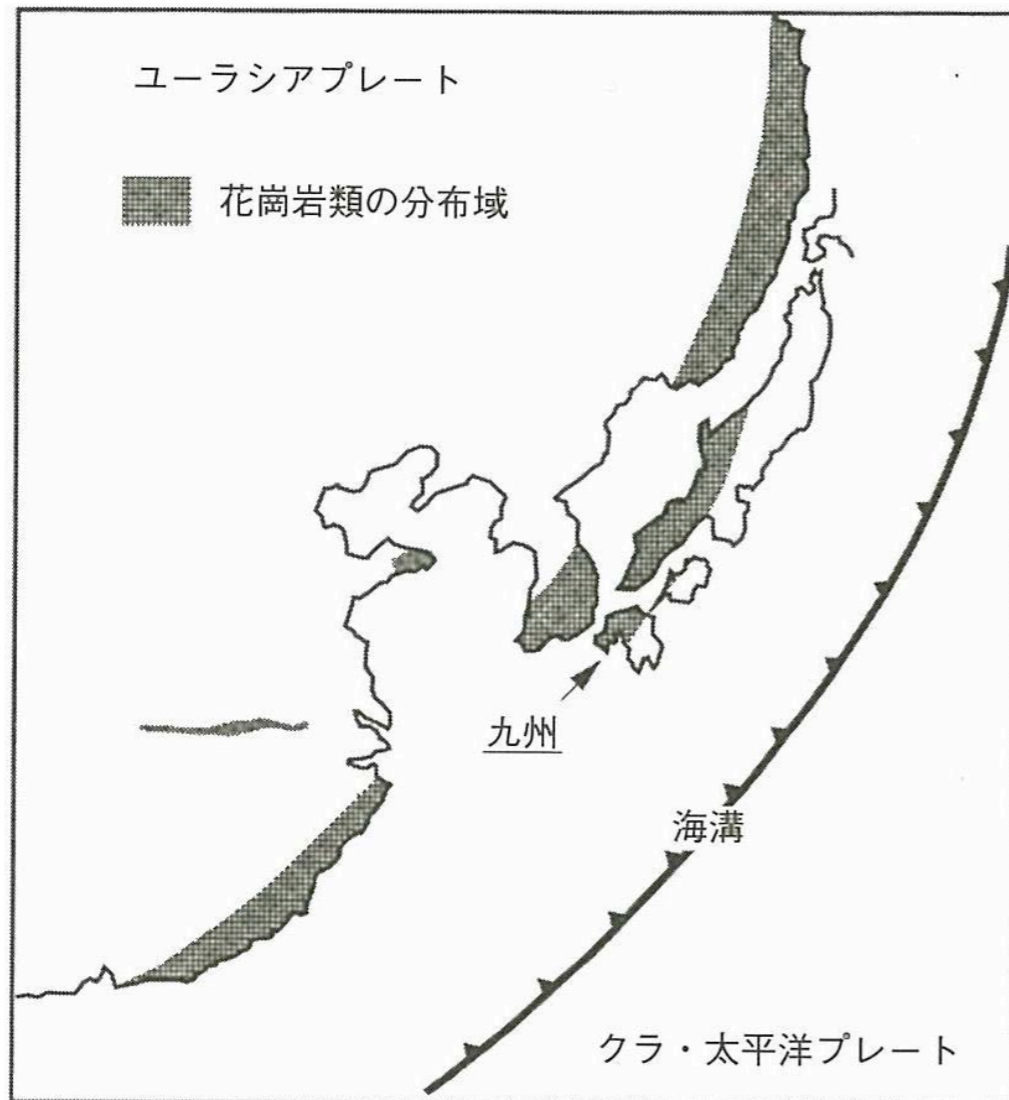 ユーラシアプレート
花崗岩類の分布域
九州
海溝
クラ・太平洋プレート